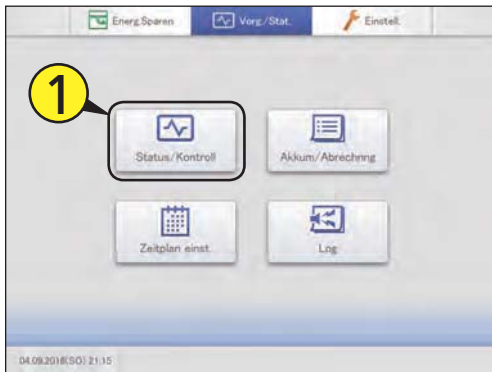 Energ.Sparen
Vorg./Stat.
Einstell.
1
Status/Kontroll
Akkum/Abrechnng
Zeitplan einst.
Log
04.09.2016(SO) 21:15